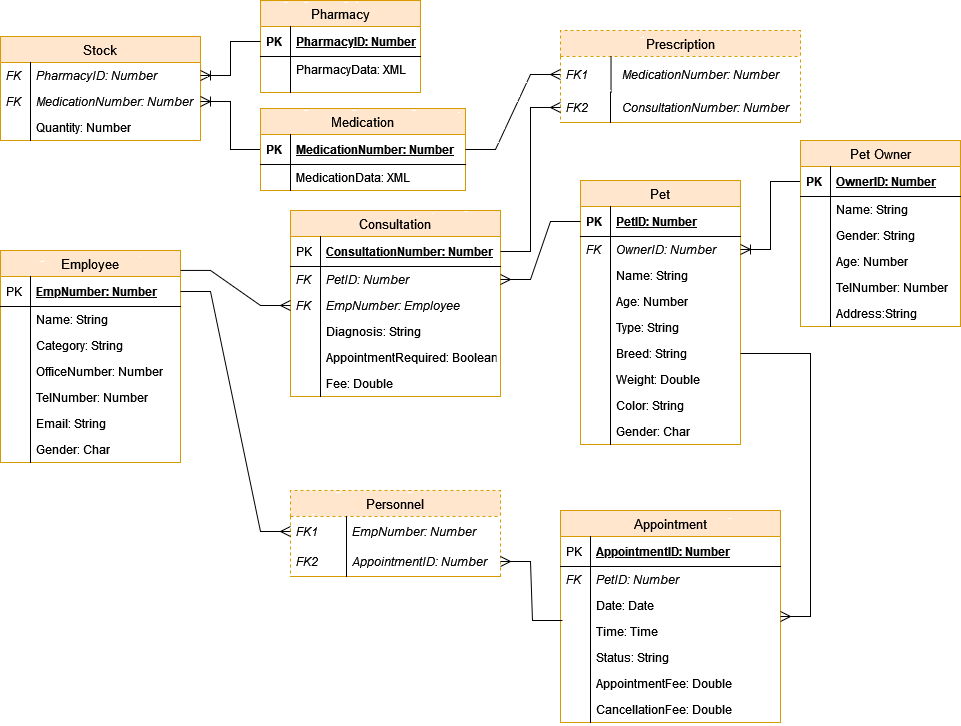 Pharmacy
PK PharmacyID: Number
PharmacyData: XML
Stock
FK PharmacyID: Number
FK MedicationNumber: Number
Quantity: Number
Medication
PK MedicationNumber: Number
MedicationData: XML
Prescription
FK1 MedicationNumber: Number
FK2 ConsultationNumber: Number
Pet Owner
PK OwnerID: Number
Name: String
Gender: String
Age: Number
TelNumber: Number
Address:String
Pet
PK PetID: Number
FK OwnerID: Number
Name: String
Age: Number
Type: String
Breed: String
Weight: Double
Color: String
Gender: Char
Consultation
PK ConsultationNumber: Number
FK PetID: Number
FK EmpNumber: Employee
Diagnosis: String
AppointmentRequired: Boolean
Fee: Double
Employee
PK EmpNumber: Number
Name: String
Category: String
OfficeNumber: Number
TelNumber: Number
Email: String
Gender: Char
Personnel
FK1 EmpNumber: Number
FK2 AppointmentID: Number
Appointment
PK AppointmentID: Number
FK PetID: Number
Date: Date
Time: Time
Status: String
AppointmentFee: Double
CancellationFee: Double